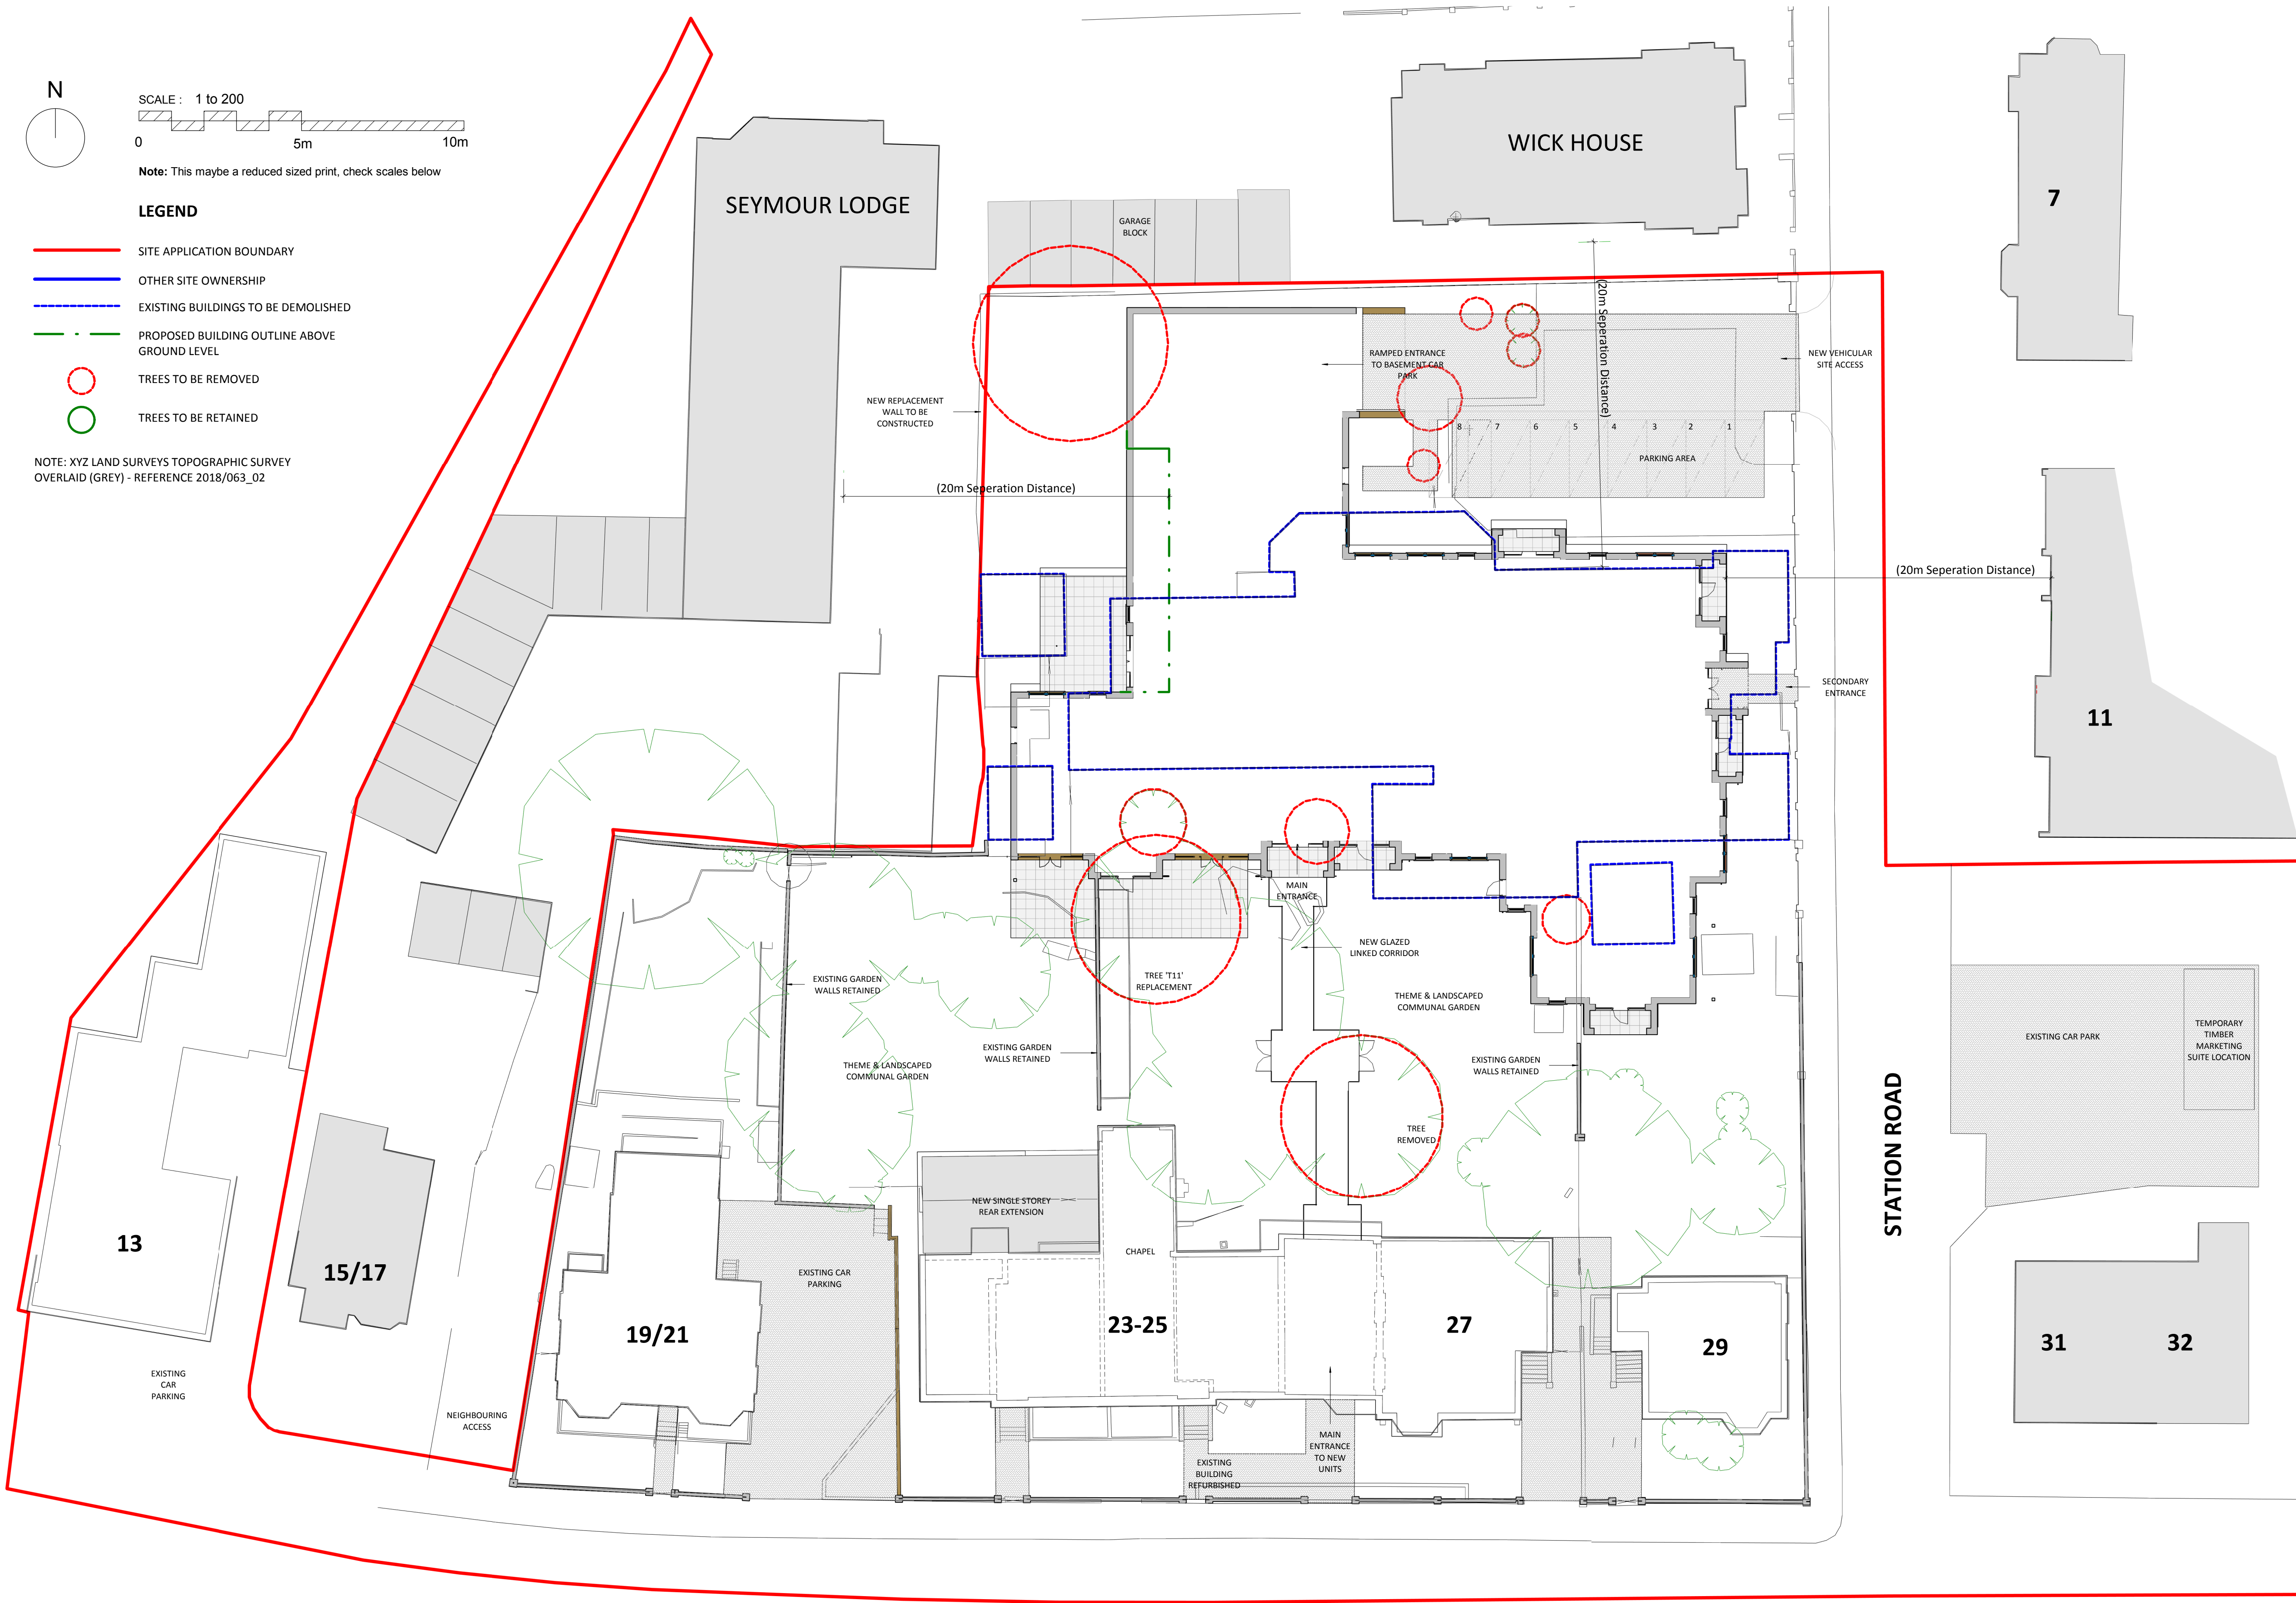 N
SCALE : 1 to 200
0 5m 10m
Note: This maybe a reduced sized print, check scales below
LEGEND
SITE APPLICATION BOUNDARY
OTHER SITE OWNERSHIP
EXISTING BUILDINGS TO BE DEMOLISHED
PROPOSED BUILDING OUTLINE ABOVE
GROUND LEVEL
TREES TO BE REMOVED
TREES TO BE RETAINED
NOTE: XYZ LAND SURVEYS TOPOGRAPHIC SURVEY
OVERLAID (GREY) - REFERENCE 2018/063_02
SEYMOUR LODGE
WICK HOUSE
7
GARAGE
BLOCK
(20m Seperation Distance)
RAMPED ENTRANCE
TO BASEMENT CAR
PARK
NEW VEHICULAR
SITE ACCESS
NEW REPLACEMENT
WALL TO BE
CONSTRUCTED
8 7 6 5 4 3 2 1
PARKING AREA
(20m Seperation Distance)
(20m Seperation Distance)
SECONDARY
ENTRANCE
11
MAIN
ENTRANCE
NEW GLAZED
LINKED CORRIDOR
TREE 'T11'
REPLACEMENT
EXISTING GARDEN
WALLS RETAINED
THEME & LANDSCAPED
COMMUNAL GARDEN
EXISTING GARDEN
WALLS RETAINED
THEME & LANDSCAPED
COMMUNAL GARDEN
EXISTING GARDEN
WALLS RETAINED
EXISTING CAR PARK
TEMPORARY
TIMBER
MARKETING
SUITE LOCATION
STATION ROAD
TREE
REMOVED
NEW SINGLE STOREY
REAR EXTENSION
CHAPEL
13
15/17
EXISTING CAR
PARKING
19/21
23-25
27
29
31
32
EXISTING
CAR
PARKING
NEIGHBOURING
ACCESS
EXISTING
BUILDING
REFURBISHED
MAIN
ENTRANCE
TO NEW
UNITS